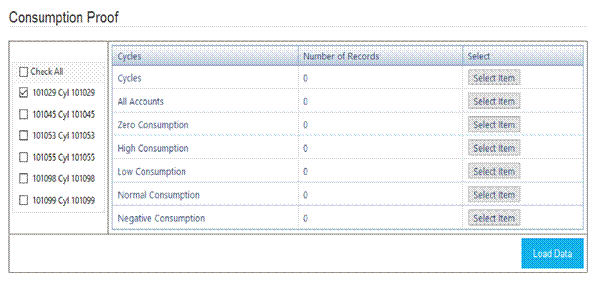 Consumption Proof
Check All
101029 Cyl 101029
101045 Cyl 101045
101053 Cyl 101053
101055 Cyl 101055
101098 Cyl 101098
101099 Cyl 101099
Cycles Number of Records Select
Cycles 0 Select Item
All Accounts 0 Select Item
Zero Consumption 0 Select Item
High Consumption 0 Select Item
Low Consumption 0 Select Item
Normal Consumption 0 Select Item
Negative Consumption 0 Select Item
Load Data